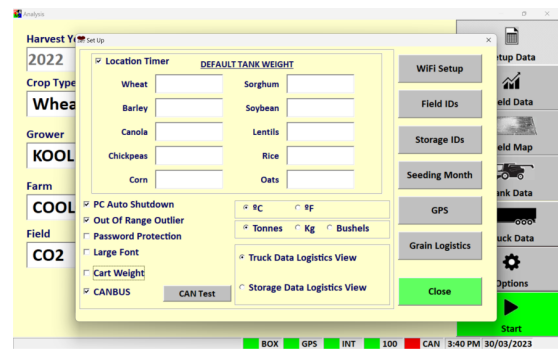 Analysis
Harvest Y
2022
Crop Type
Whea
Grower
KOOL
Farm
COOL
Field
CO2
Set Up
Location Timer
DEFAULT TANK WEIGHT
Wheat
Sorghum
Barley
Soybean
Canola
Lentils
Chickpeas
Rice
Corn
Oats
PC Auto Shutdown
Out Of Range Outlier
Password Protection
Large Font
Cart Weight
CANBUS
CAN Test
ºC ºF
Tonnes Kg Bushels
Truck Data Logistics View
Storage Data Logistics View
WiFi Setup
Field IDs
Storage IDs
Seeding Month
GPS
Grain Logistics
Close
tup Data
eld Data
eld Map
ank Data
uck Data
Options
Start
BOX GPS INT 100 CAN 3:40 PM 30/03/2023